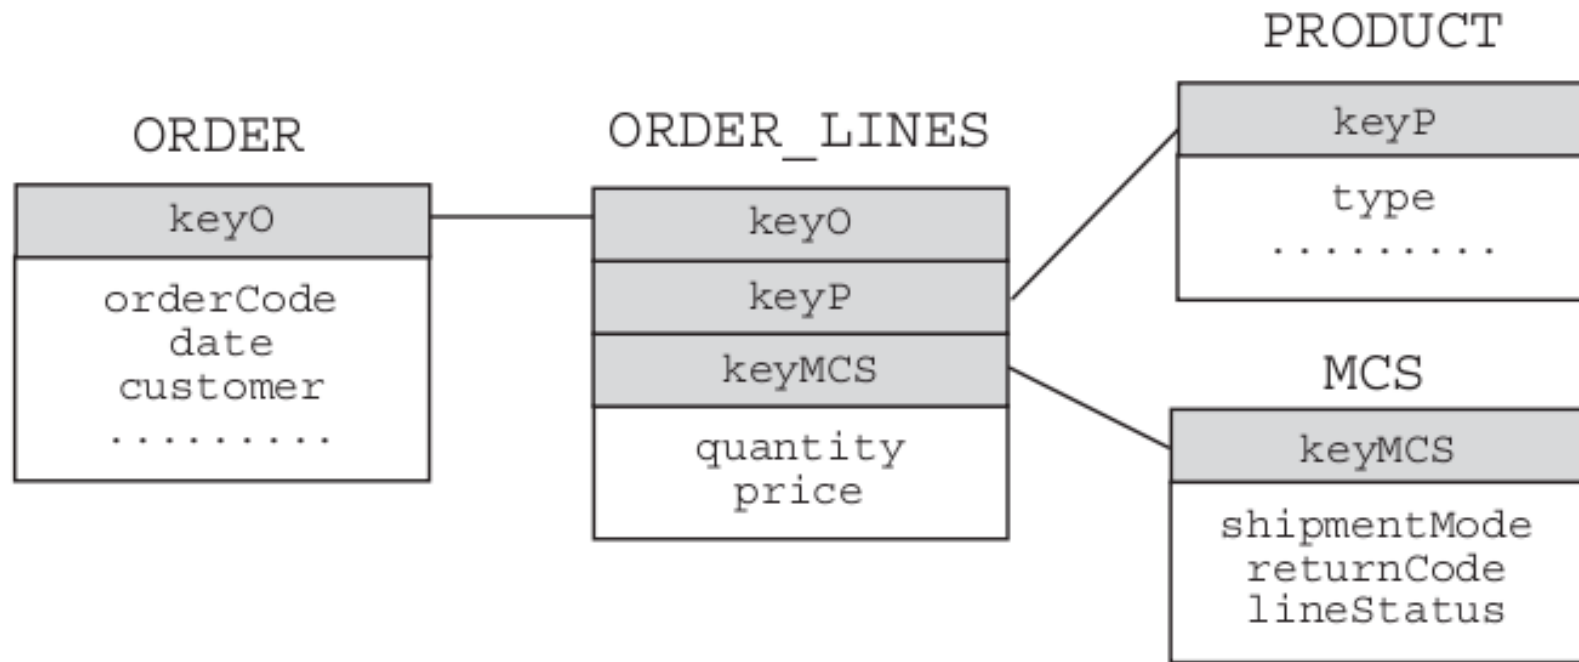 ORDER
keyO
orderCode
date
customer
.........
ORDER_LINES
keyO
keyP
keyMCS
quantity
price
PRODUCT
keyP
type
.........
MCS
keyMCS
shipmentMode
returnCode
lineStatus